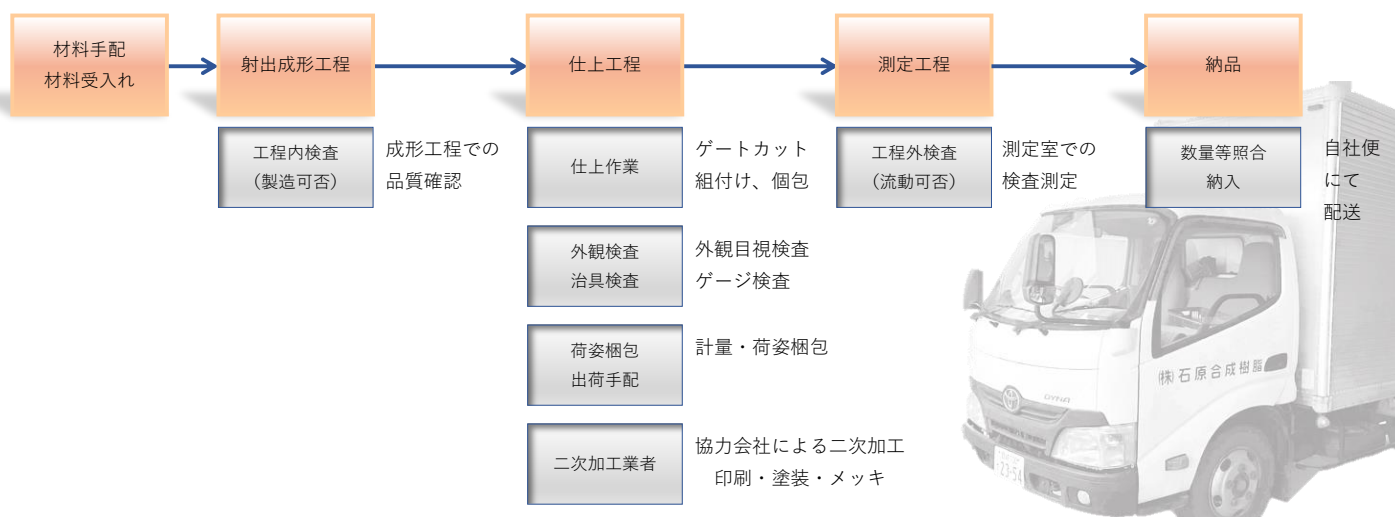 材料手配
材料受入れ
射出成形工程
仕上工程
測定工程
納品
工程内検査
(製造可否)
成形工程での
品質確認
仕上作業
ゲートカット
組付け、個包
工程外検査
(流動可否)
測定室での
検査測定
数量等照合
納入
自社便
にて
配送
外観検査
治具検査
外観目視検査
ゲージ検査
荷姿梱包
出荷手配
計量・荷姿梱包
二次加工業者
協力会社による二次加工
印刷・塗装・メッキ
㈱石原合成樹脂
DYNA
23-54